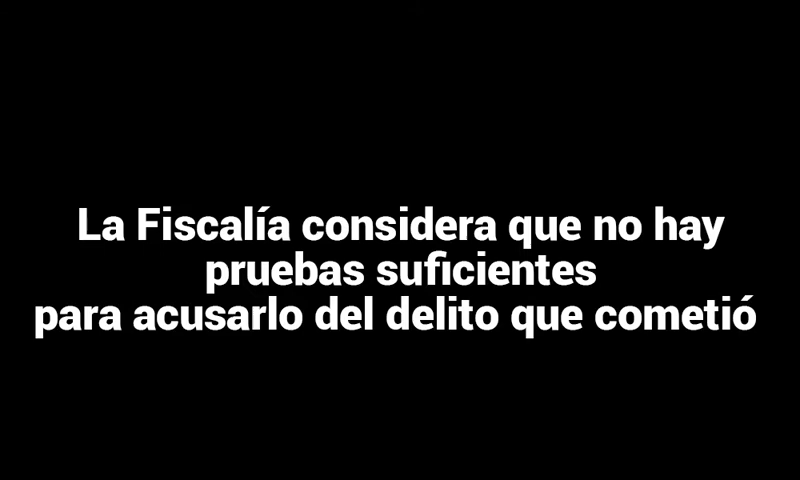 La Fiscalía considera que no hay
pruebas suficientes
para acusarlo del delito que cometió